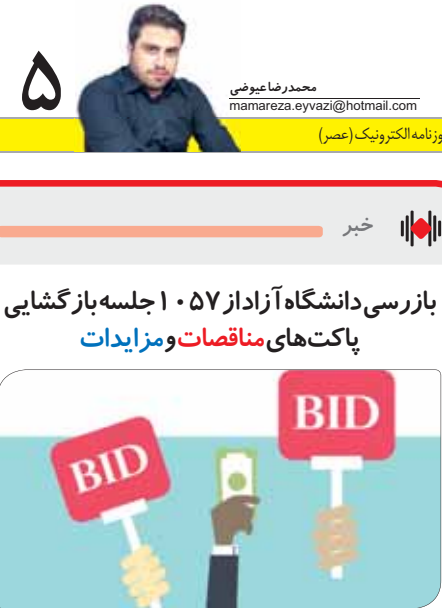 ۵
محمدرضا عیوضی
mamareza.eyvazi@hotmail.com
وزنامه الکترونیک (عصر)
خبر
بازرسی دانشگاه آزاد از ۱۰۵۷ جلسه بازگشایی
پاکت‌های مناقصات و مزایدات
BID
BID